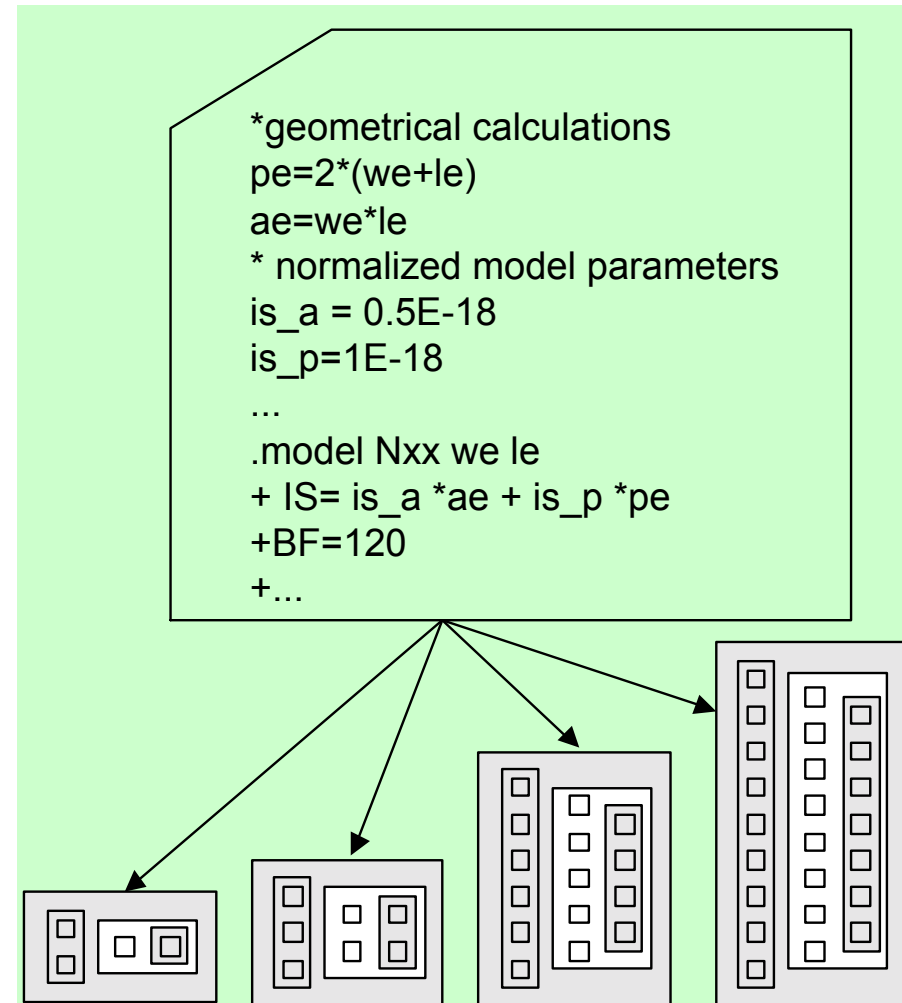 *geometrical calculations
pe=2*(we+le)
ae=we*le
* normalized model parameters
is_a = 0.5E-18
is_p=1E-18
...
.model Nxx we le
+ IS= is_a *ae + is_p *pe
+BF=120
+...